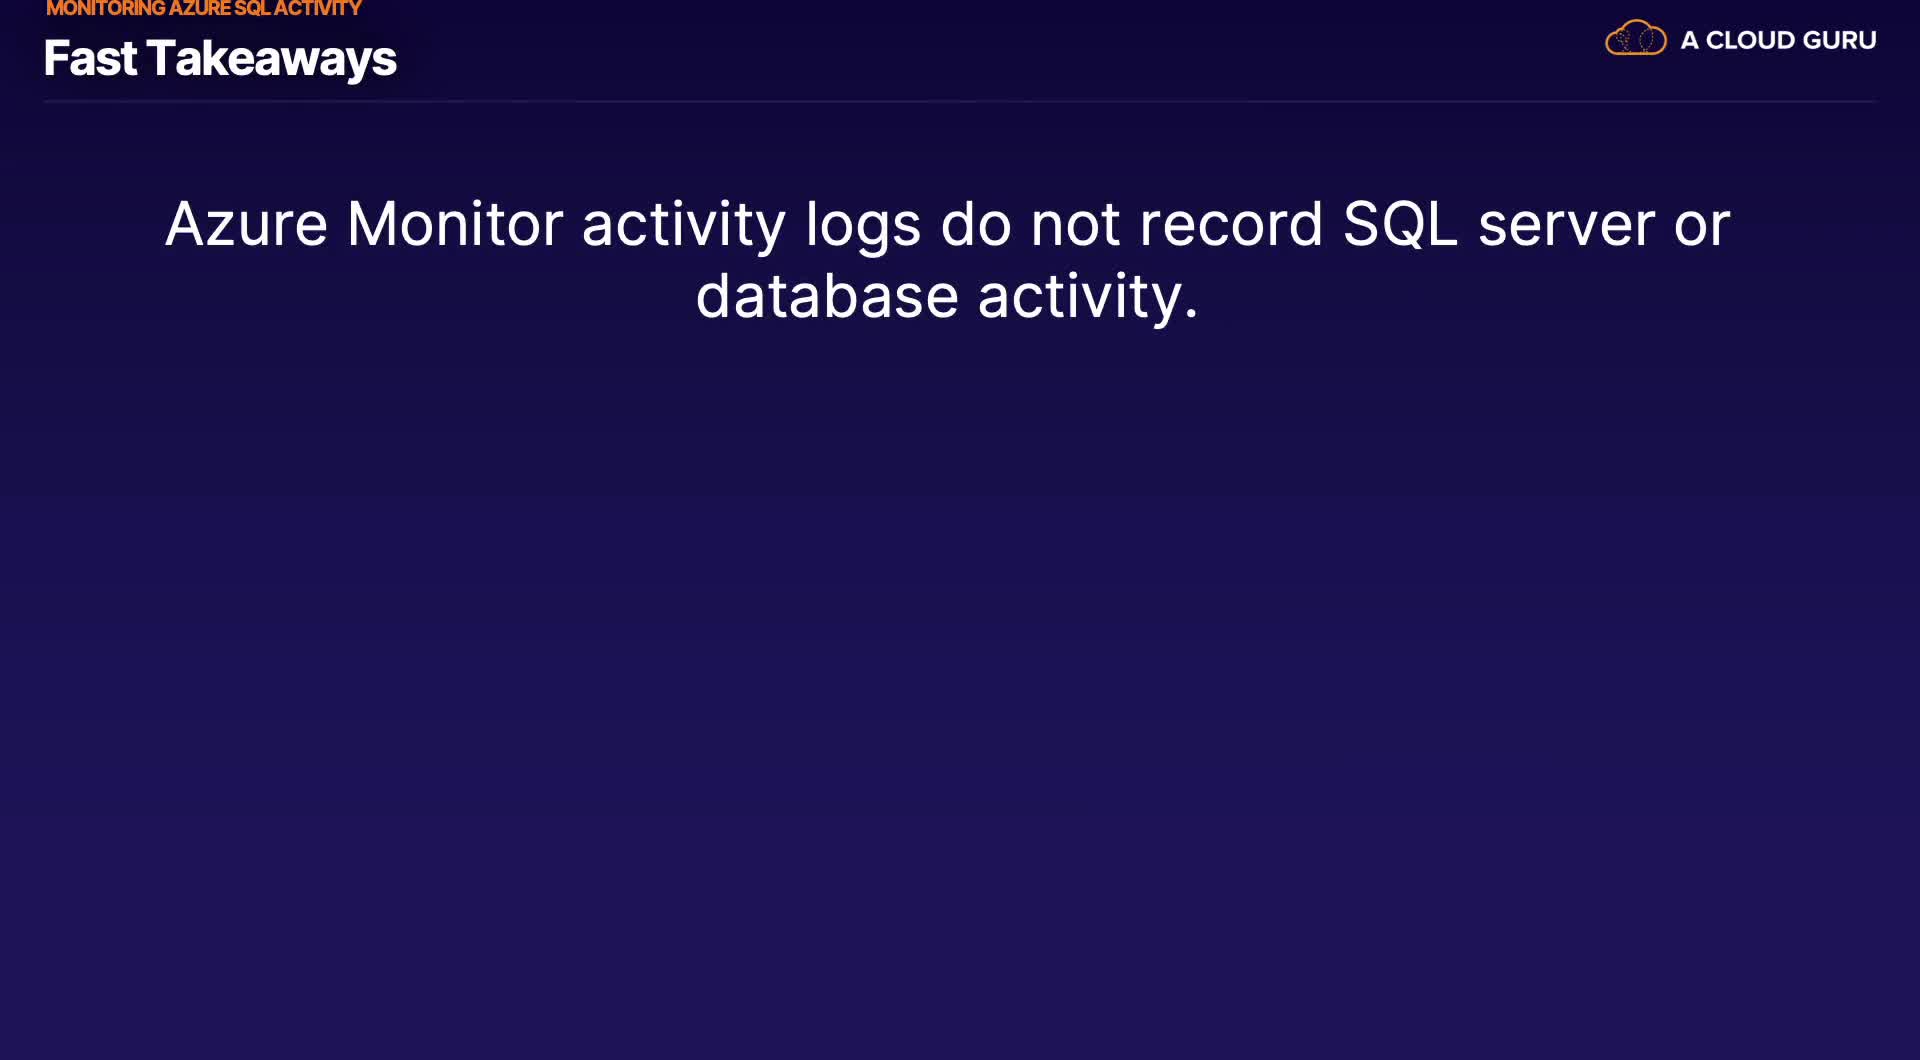 MONITORING AZURE SQL ACTIVITY
Fast Takeaways
A CLOUD GURU
Azure Monitor activity logs do not record SQL server or
database activity.